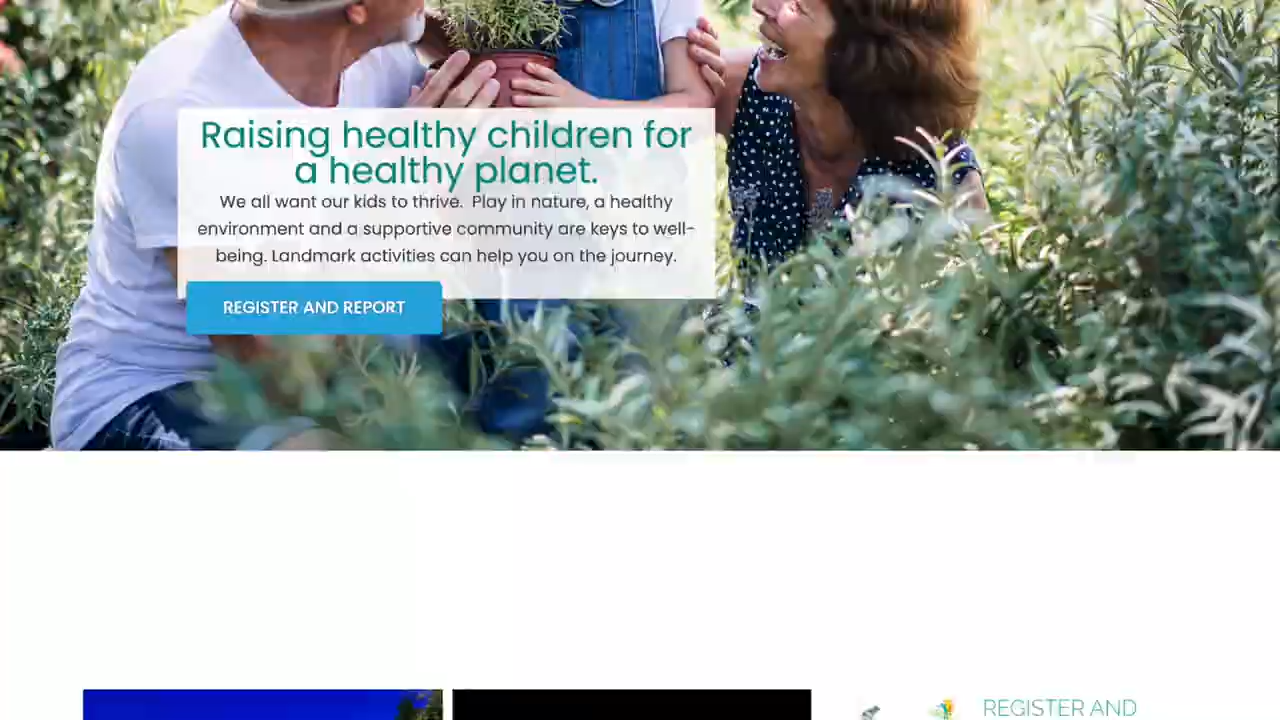 Raising healthy children for
a healthy planet.
We all want our kids to thrive.  Play in nature, a healthy
environment and a supportive community are keys to well-
being. Landmark activities can help you on the journey.
REGISTER AND REPORT
REGISTER AND